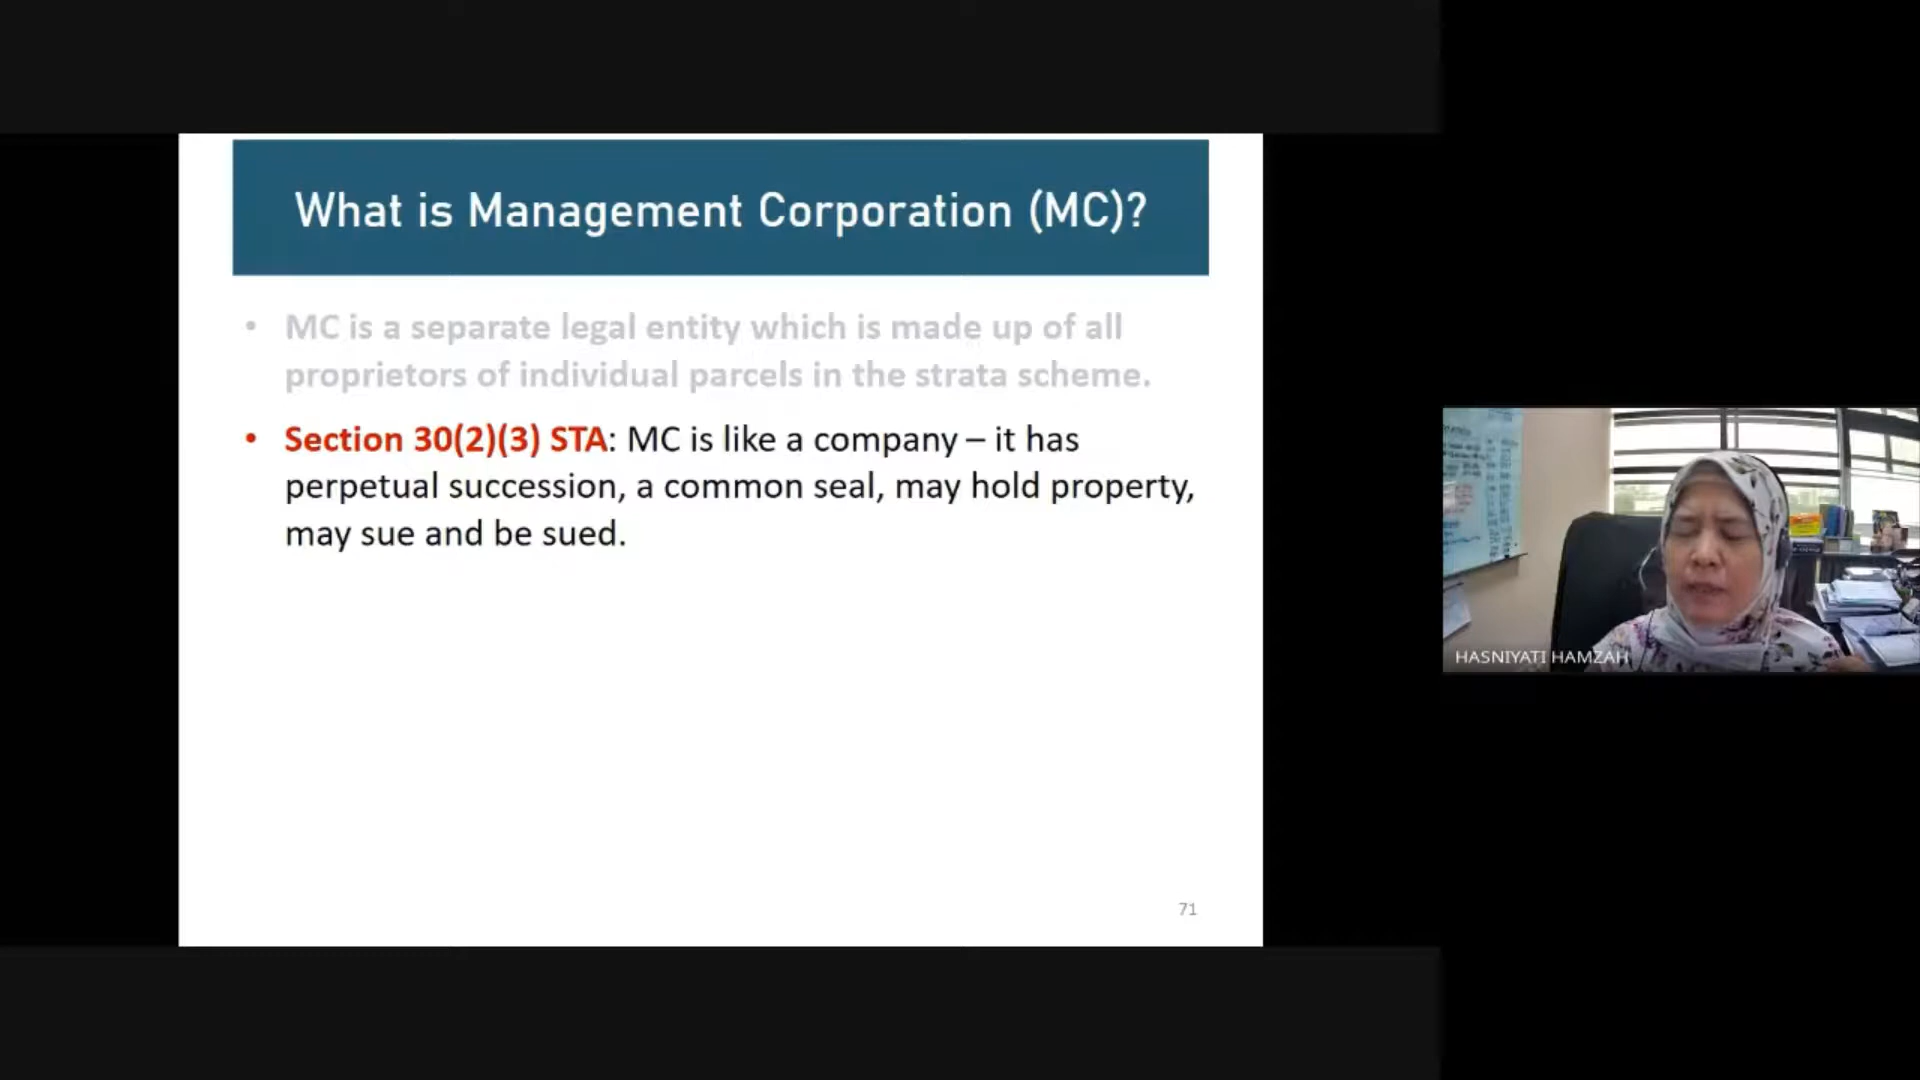 What is Management Corporation (MC)?
• MC is a separate legal entity which is made up of all
proprietors of individual parcels in the strata scheme.
• Section 30(2)(3) STA: MC is like a company – it has
perpetual succession, a common seal, may hold property,
may sue and be sued.
71
HASNIYATI HAMZAH